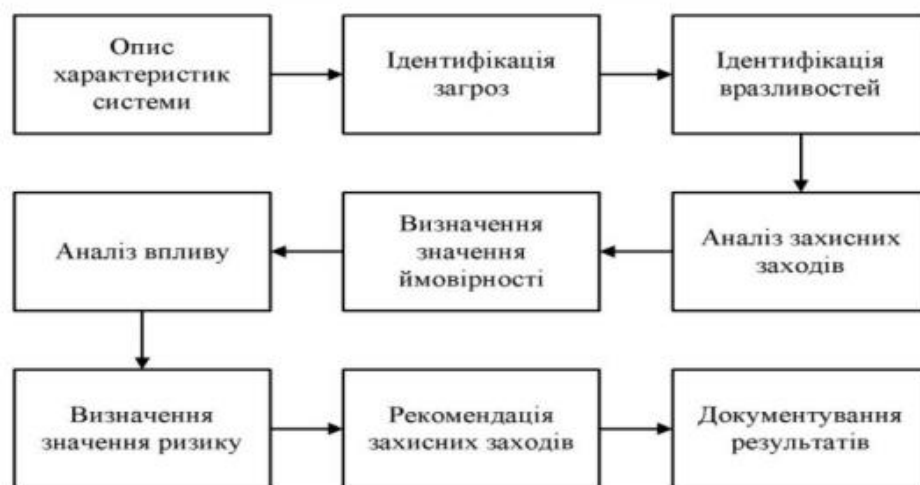 Опис
характеристик
системи
Ідентифікація
загроз
Ідентифікація
вразливостей
Аналіз захисних
заходів
Визначення
значення
ймовірності
Аналіз впливу
Визначення
значення ризику
Рекомендація
захисних заходів
Документування
результатів